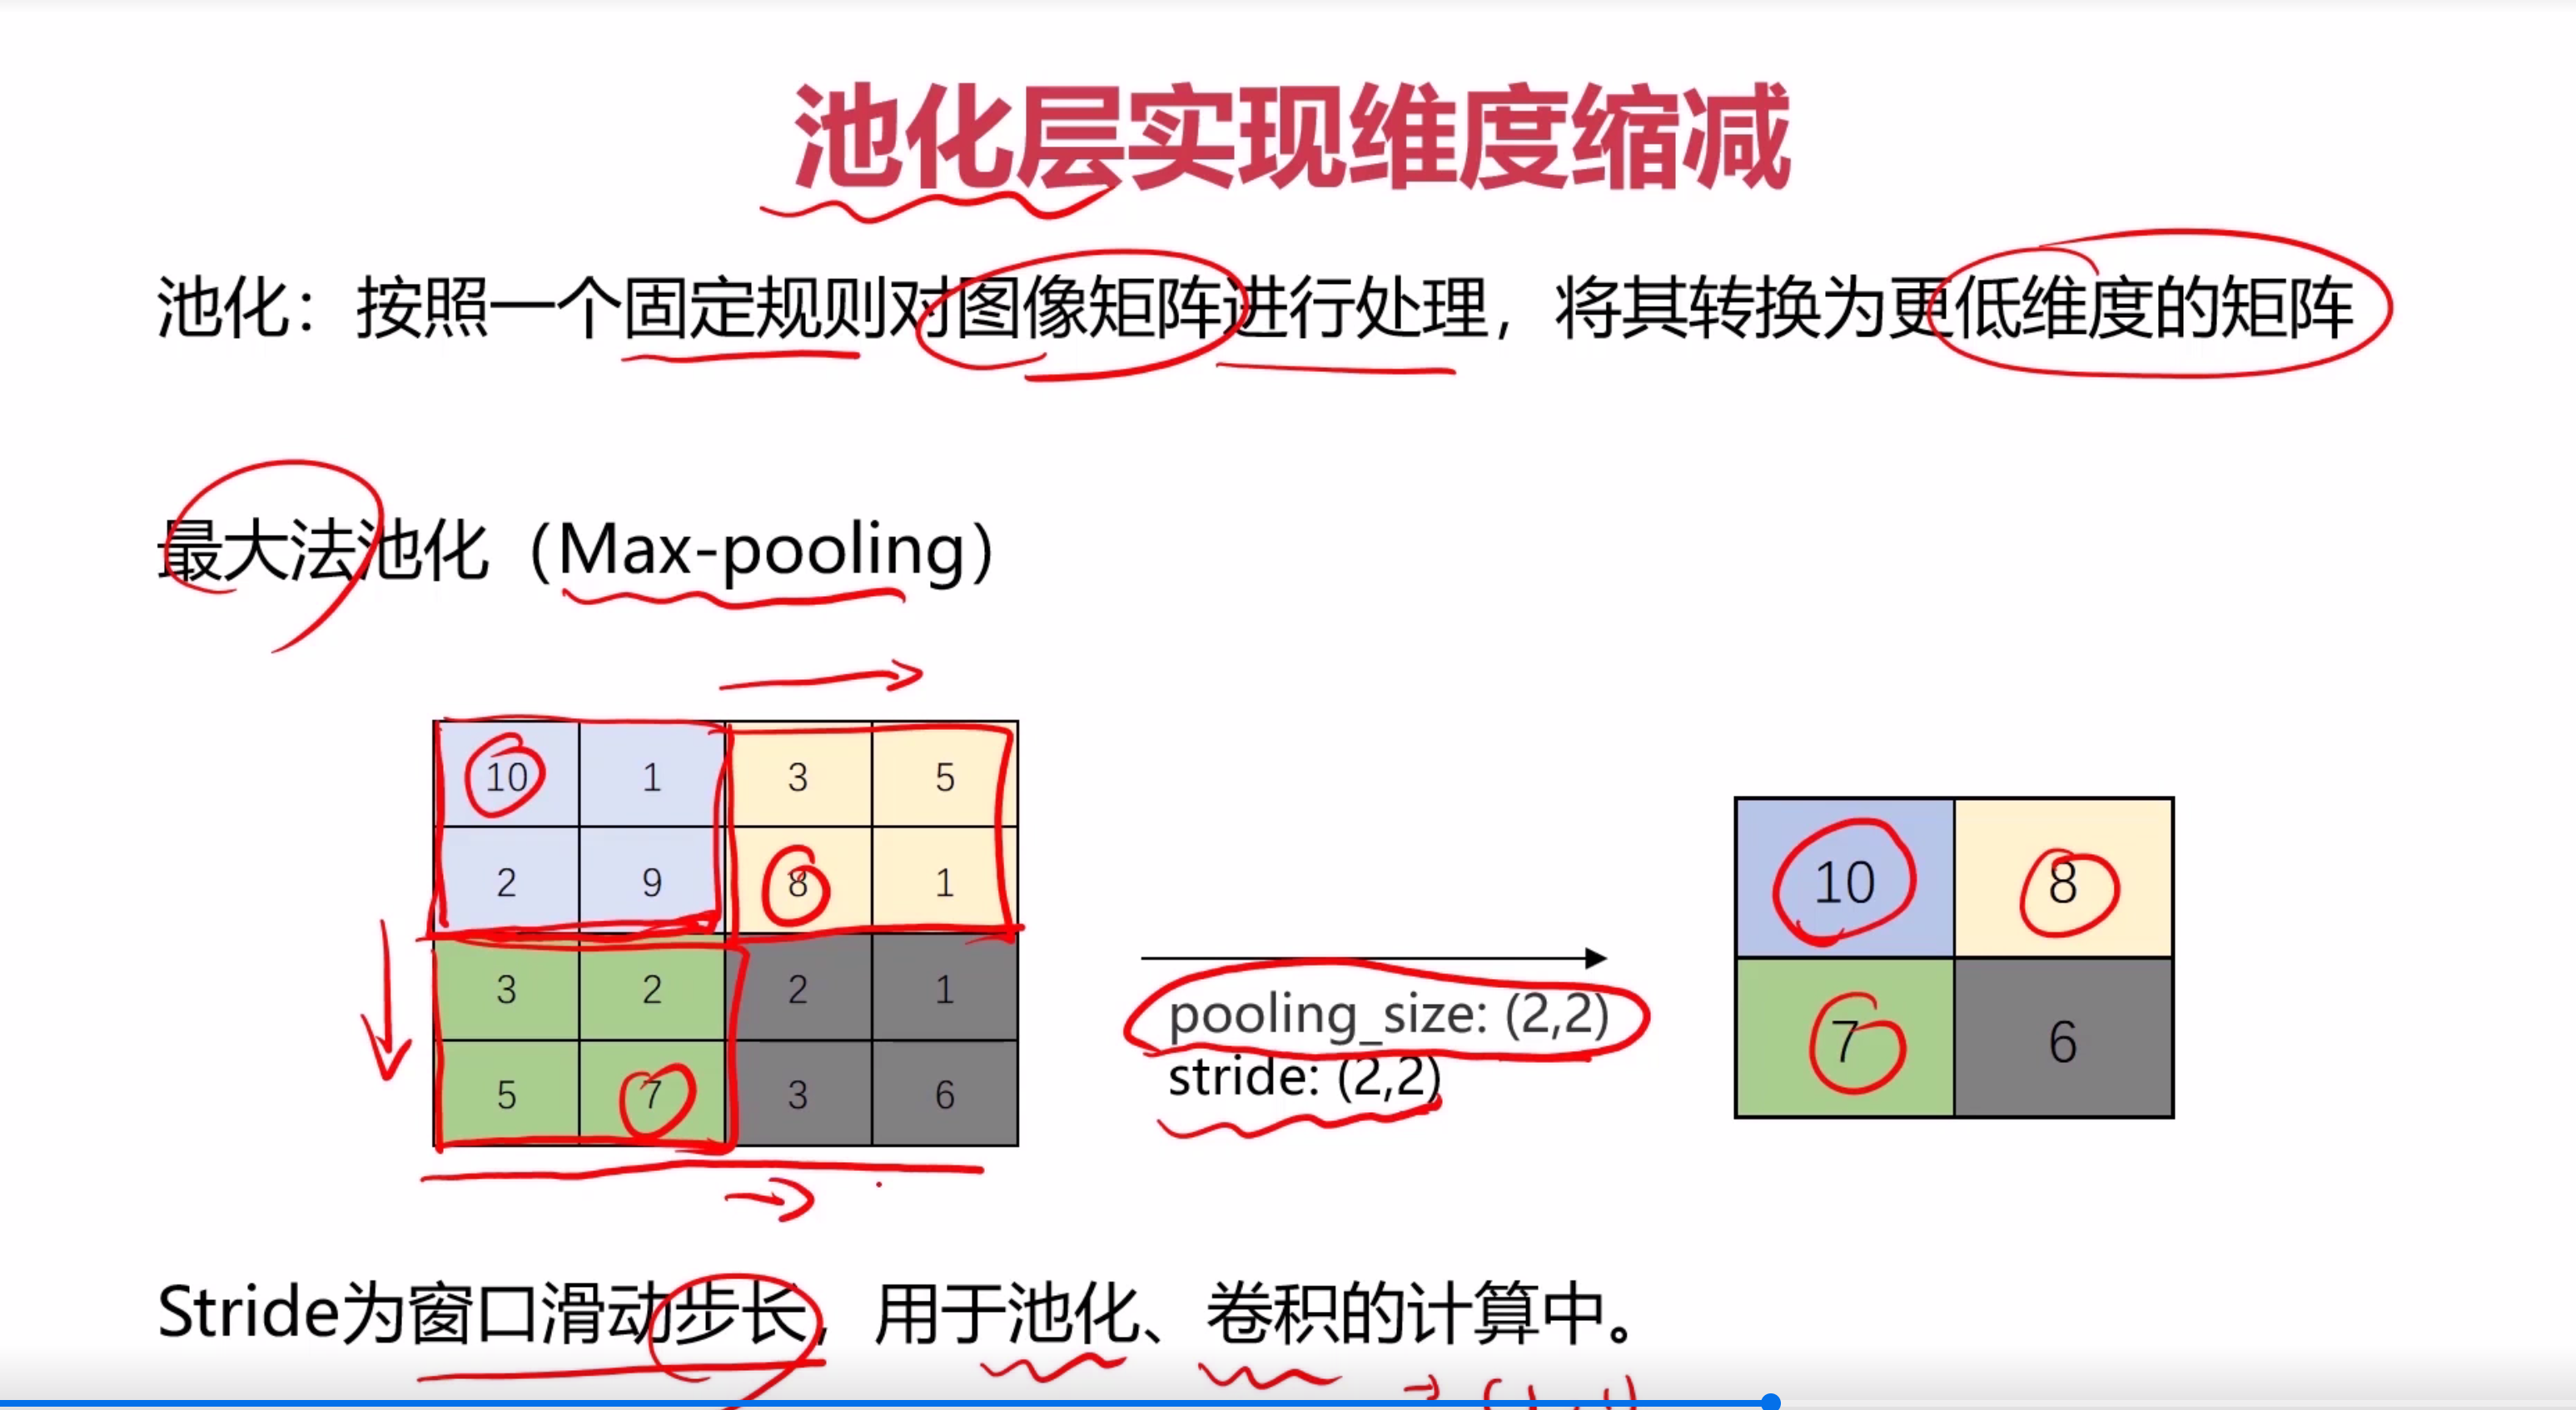 池化层实现维度缩减
池化：按照一个固定规则对图像矩阵进行处理，将其转换为更低维度的矩阵
最大法池化（Max-pooling）
10 1 3 5
2 9 8 1
3 2 2 1
5 7 3 6
pooling_size: (2,2)
stride: (2,2)
10 8
7 6
Stride为窗口滑动步长，用于池化、卷积的计算中。